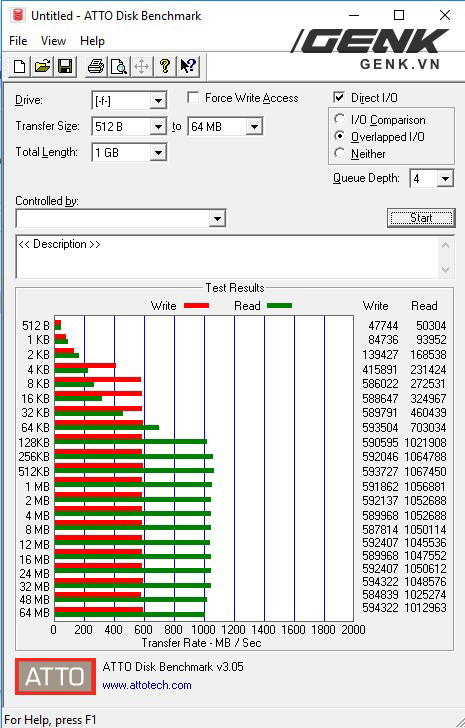 Untitled - ATTO Disk Benchmark
File View Help
GENK
GENK.VN
Drive: [-f-] Force Write Access Direct I/O
Transfer Size: 512 B to 64 MB I/O Comparison
Overlapped I/O
Total Length: 1 GB Neither
Queue Depth: 4
Controlled by:
Start
<< Description >>
Test Results
Write Read Write Read
512 B 47744 50304
1 KB 84736 93952
2 KB 139427 168538
4 KB 415891 231424
8 KB 586022 272531
16 KB 588647 324967
32 KB 589791 460439
64 KB 593504 703034
128KB 590595 1021908
256KB 592046 1064788
512KB 593727 1067450
1 MB 591862 1056881
2 MB 592137 1052688
4 MB 589968 1052688
8 MB 587814 1050114
12 MB 592407 1045536
16 MB 589968 1047552
24 MB 592407 1050612
32 MB 594322 1048576
48 MB 584839 1025274
64 MB 594322 1012963
0 200 400 600 800 1000 1200 1400 1600 1800 2000
Transfer Rate - MB / Sec
ATTO
ATTO Disk Benchmark v3.05
www.attotech.com
For Help, press F1